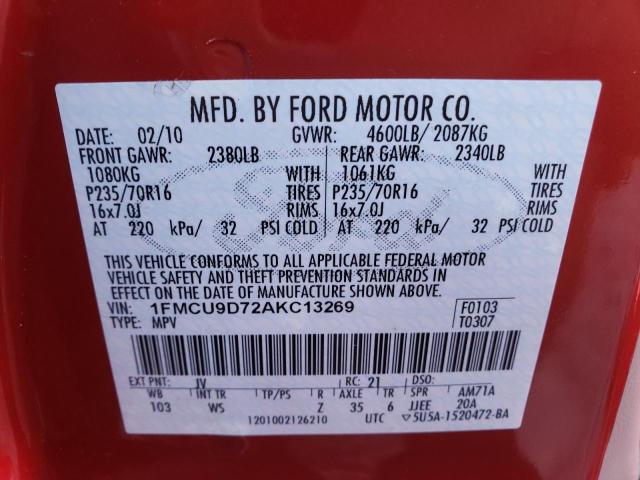 MFD. BY FORD MOTOR CO.
DATE: 02/10 GVWR: 4600LB/ 2087KG
FRONT GAWR: 2380LB REAR GAWR: 2340LB
1080KG WITH 1061KG WITH
P235/70R16 TIRES P235/70R16 TIRES
16x7.0J RIMS 16x7.0J RIMS
AT 220 kPa/ 32 PSI COLD AT 220 kPa/ 32 PSI COLD
THIS VEHICLE CONFORMS TO ALL APPLICABLE FEDERAL MOTOR
VEHICLE SAFETY AND THEFT PREVENTION STANDARDS IN
EFFECT ON THE DATE OF MANUFACTURE SHOWN ABOVE.
VIN: 1FMCU9D72AKC13269 F0103
TYPE: MPV T0307
EXT PNT: JV RC: 21 DSO:
WB INT TR TP/PS R AXLE TR SPR AM71A
103 WS Z 35 6 JJEE 20A
1201002126210 UTC 5U5A-1520472-BA